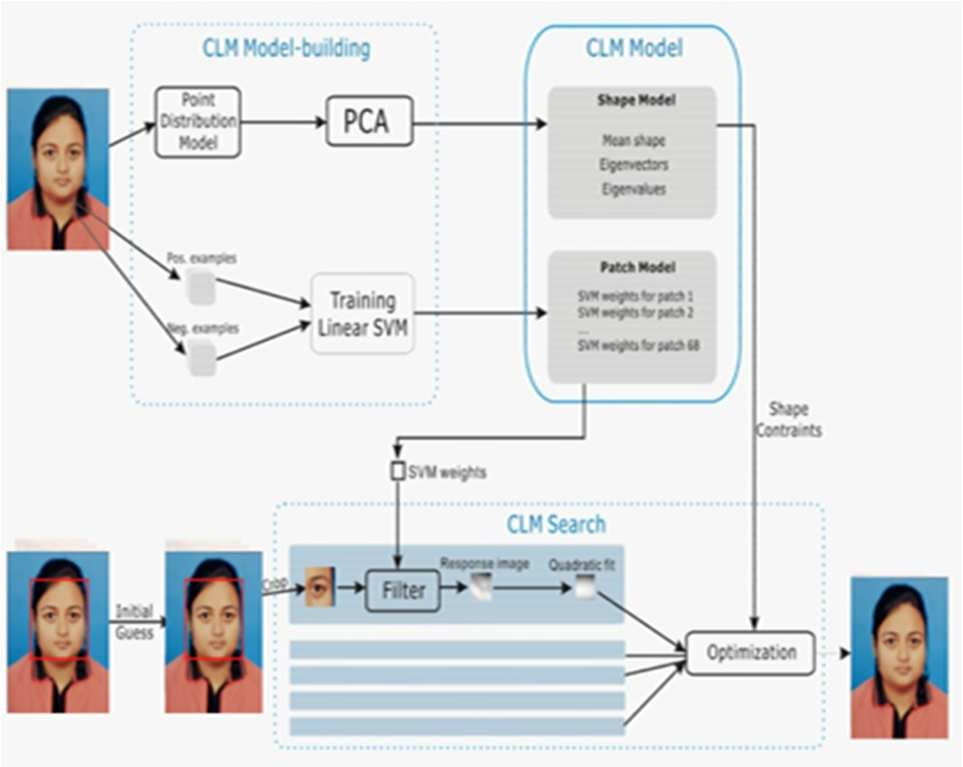 CLM Model-building
Point
Distribution
Model
PCA
Pos. examples
Neg. examples
Training
Linear SVM
CLM Model
Shape Model
Mean shape
Eigenvectors
Eigenvalues
Patch Model
SVM weights for patch 1
SVM weights for patch 2
...
SVM weights for patch 68
Shape
Contraints
SVM weights
CLM Search
Initial
Guess
Crop
Filter
Response image
Quadratic fit
Optimization